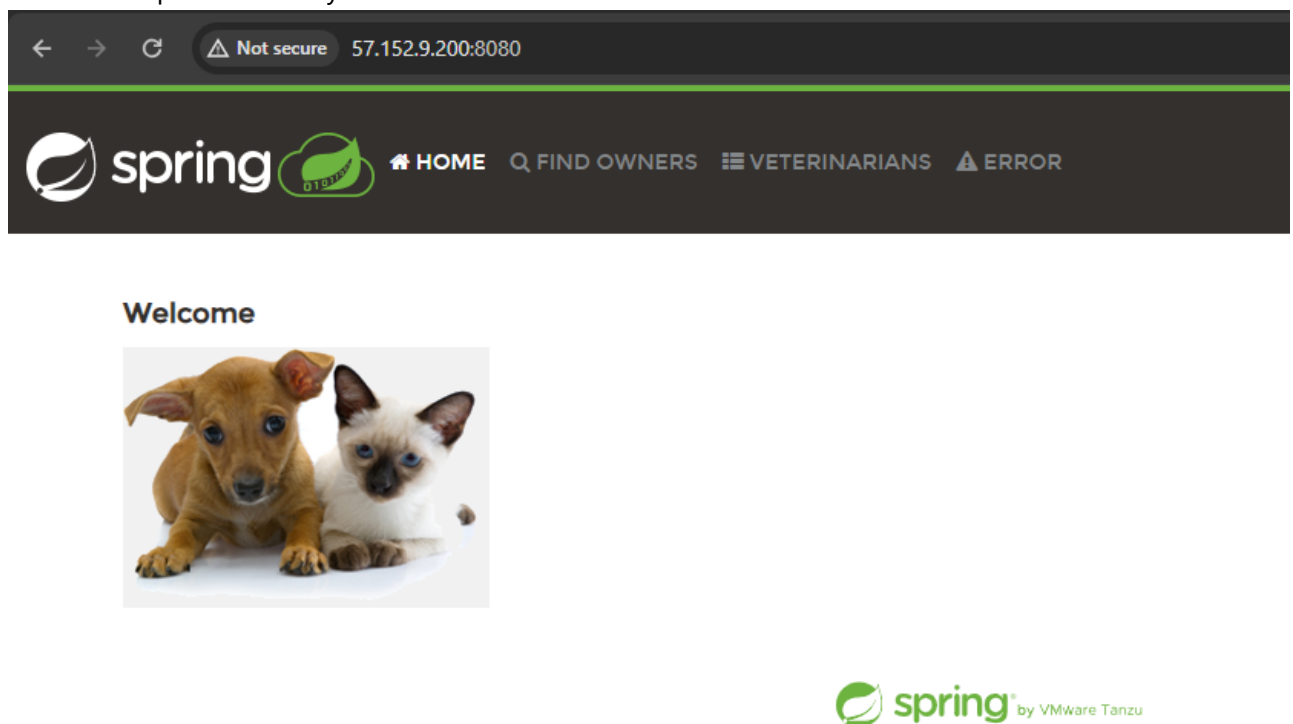 Not secure 57.152.9.200:8080
spring HOME FIND OWNERS VETERINARIANS ERROR
Welcome
spring by VMware Tanzu